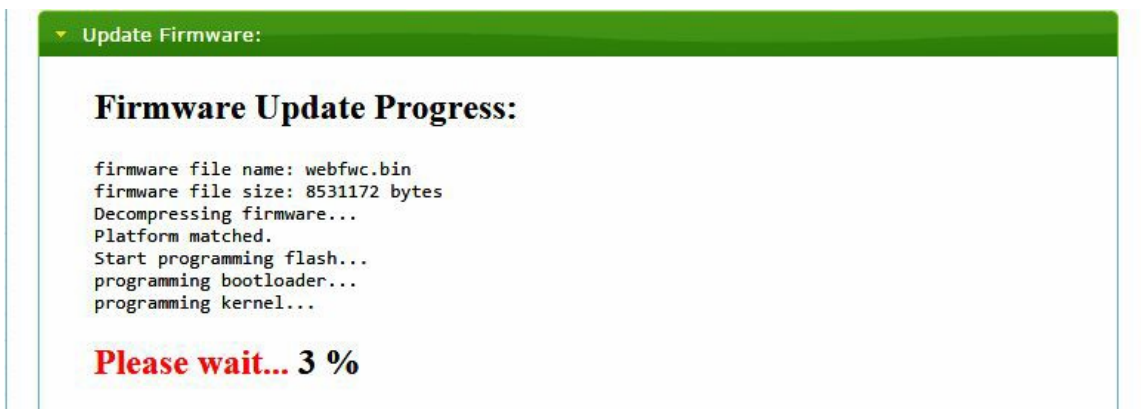 Update Firmware:
Firmware Update Progress:
firmware file name: webfwc.bin
firmware file size: 8531172 bytes
Decompressing firmware...
Platform matched.
Start programming flash...
programming bootloader...
programming kernel...
Please wait... 3 %